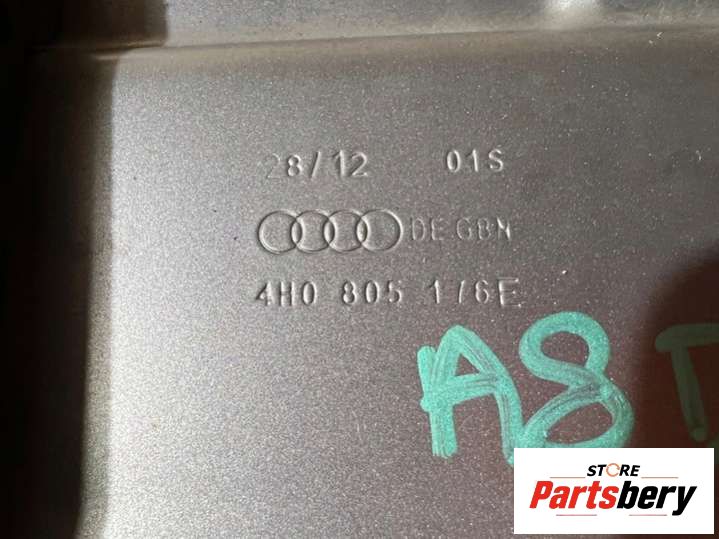 28/12 01S
DE GBN
4H0 805 176E
A8
STORE
Partsbery